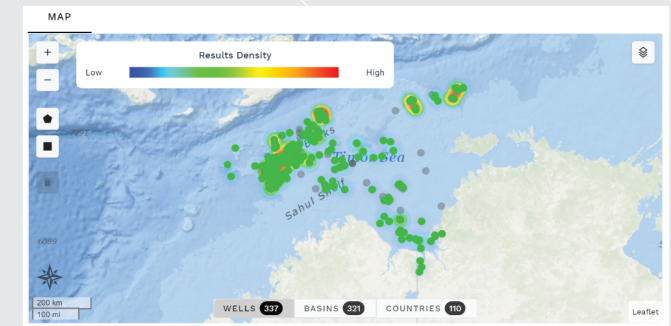 MAP
+
Results Density
Low
High
−
Timor Sea
Sahul Shelf
6089
200 km
100 mi
WELLS 337
BASINS 321
COUNTRIES 110
Leaflet